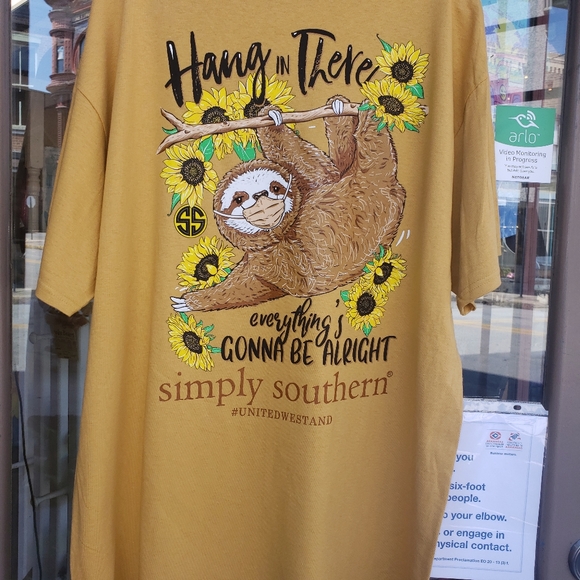 Hang IN There!
SS
everything's
GONNA BE ALRIGHT
simply southern®
#UNITEDWESTAND
arlo
Video Monitoring
in Progress
you
six-foot
people.
your elbow.
or engage in
physical contact.